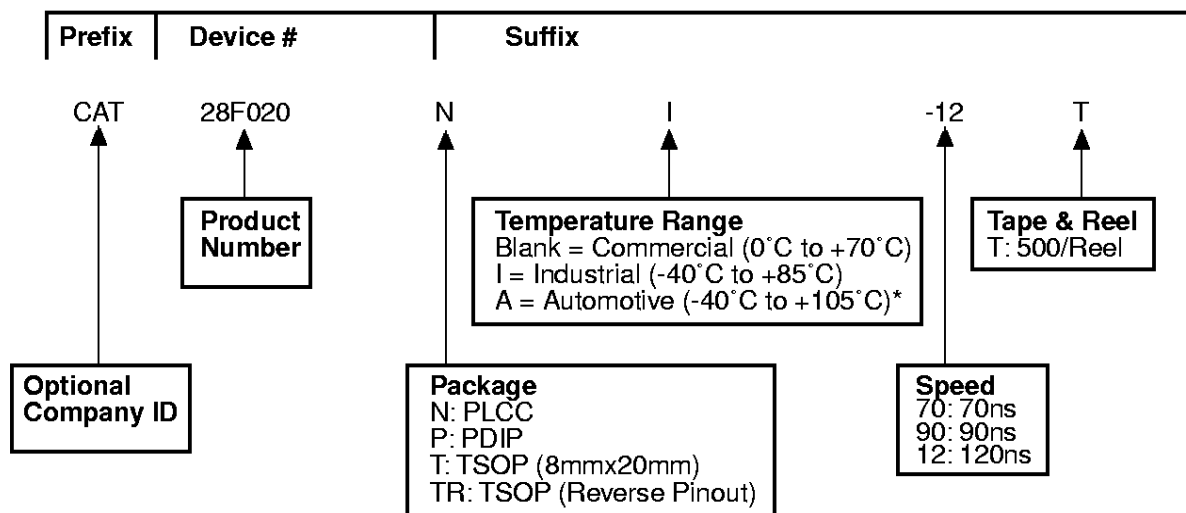 Prefix Device # Suffix
CAT 28F020 N I -12 T
Product
Number
Temperature Range
Blank = Commercial (0˚C to +70˚C)
I = Industrial (-40˚C to +85˚C)
A = Automotive (-40˚C to +105˚C)*
Tape & Reel
T: 500/Reel
Optional
Company ID
Package
N: PLCC
P: PDIP
T: TSOP (8mmx20mm)
TR: TSOP (Reverse Pinout)
Speed
70: 70ns
90: 90ns
12: 120ns